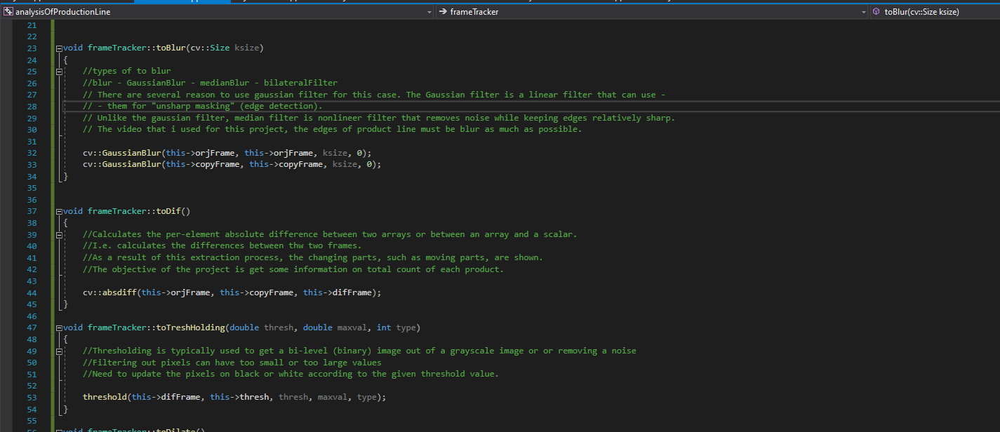 analysisOfProductionLine
frameTracker
toBlur(cv::Size ksize)
21
22
23 void frameTracker::toBlur(cv::Size ksize)
24 {
25 //types of to blur
26 //blur - GaussianBlur - medianBlur - bilateralFilter
27 // There are several reason to use gaussian filter for this case. The Gaussian filter is a linear filter that can use -
28 // - them for "unsharp masking" (edge detection).
29 // Unlike the gaussian filter, median filter is nonlineer filter that removes noise while keeping edges relatively sharp.
30 // The video that i used for this project, the edges of product line must be blur as much as possible.
31
32 cv::GaussianBlur(this->orjFrame, this->orjFrame, ksize, 0);
33 cv::GaussianBlur(this->copyFrame, this->copyFrame, ksize, 0);
34 }
35
36
37 void frameTracker::toDif()
38 {
39 //Calculates the per-element absolute difference between two arrays or between an array and a scalar.
40 //I.e. calculates the differences between thw two frames.
41 //As a result of this extraction process, the changing parts, such as moving parts, are shown.
42 //The objective of the project is get some information on total count of each product.
43
44 cv::absdiff(this->orjFrame, this->copyFrame, this->difFrame);
45 }
46
47 void frameTracker::toTreshHolding(double thresh, double maxval, int type)
48 {
49 //Thresholding is typically used to get a bi-level (binary) image out of a grayscale image or or removing a noise
50 //Filtering out pixels can have too small or too large values
51 //Need to update the pixels on black or white according to the given threshold value.
52
53 threshold(this->difFrame, this->thresh, thresh, maxval, type);
54 }
55
56 void frameTracker::toDilate()